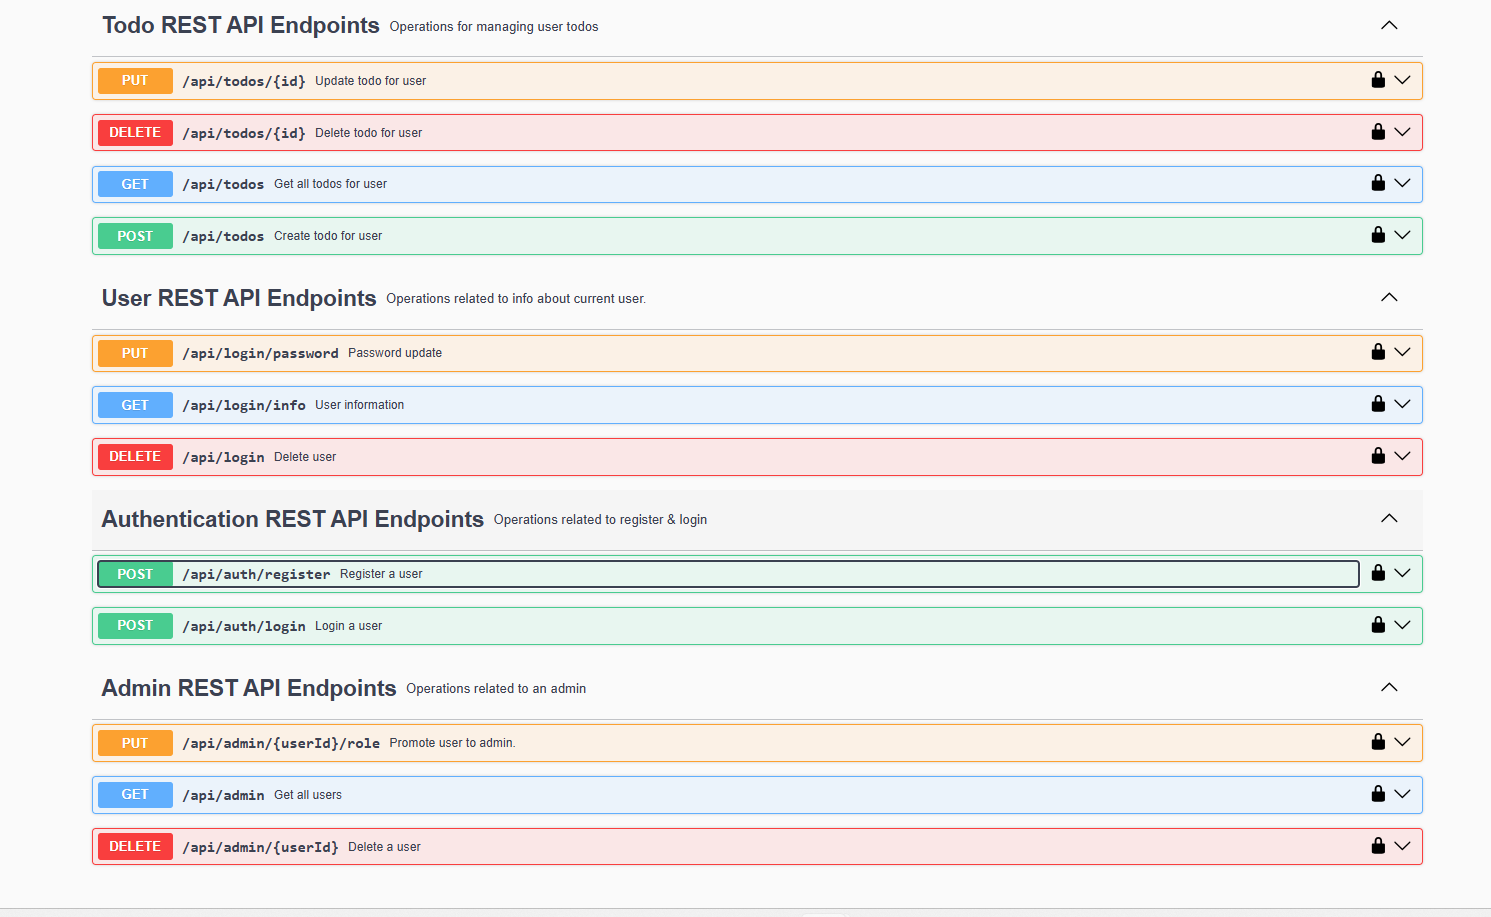 Todo REST API Endpoints Operations for managing user todos
PUT /api/todos/{id} Update todo for user
DELETE /api/todos/{id} Delete todo for user
GET /api/todos Get all todos for user
POST /api/todos Create todo for user
User REST API Endpoints Operations related to info about current user.
PUT /api/login/password Password update
GET /api/login/info User information
DELETE /api/login Delete user
Authentication REST API Endpoints Operations related to register & login
POST /api/auth/register Register a user
POST /api/auth/login Login a user
Admin REST API Endpoints Operations related to an admin
PUT /api/admin/{userId}/role Promote user to admin.
GET /api/admin Get all users
DELETE /api/admin/{userId} Delete a user